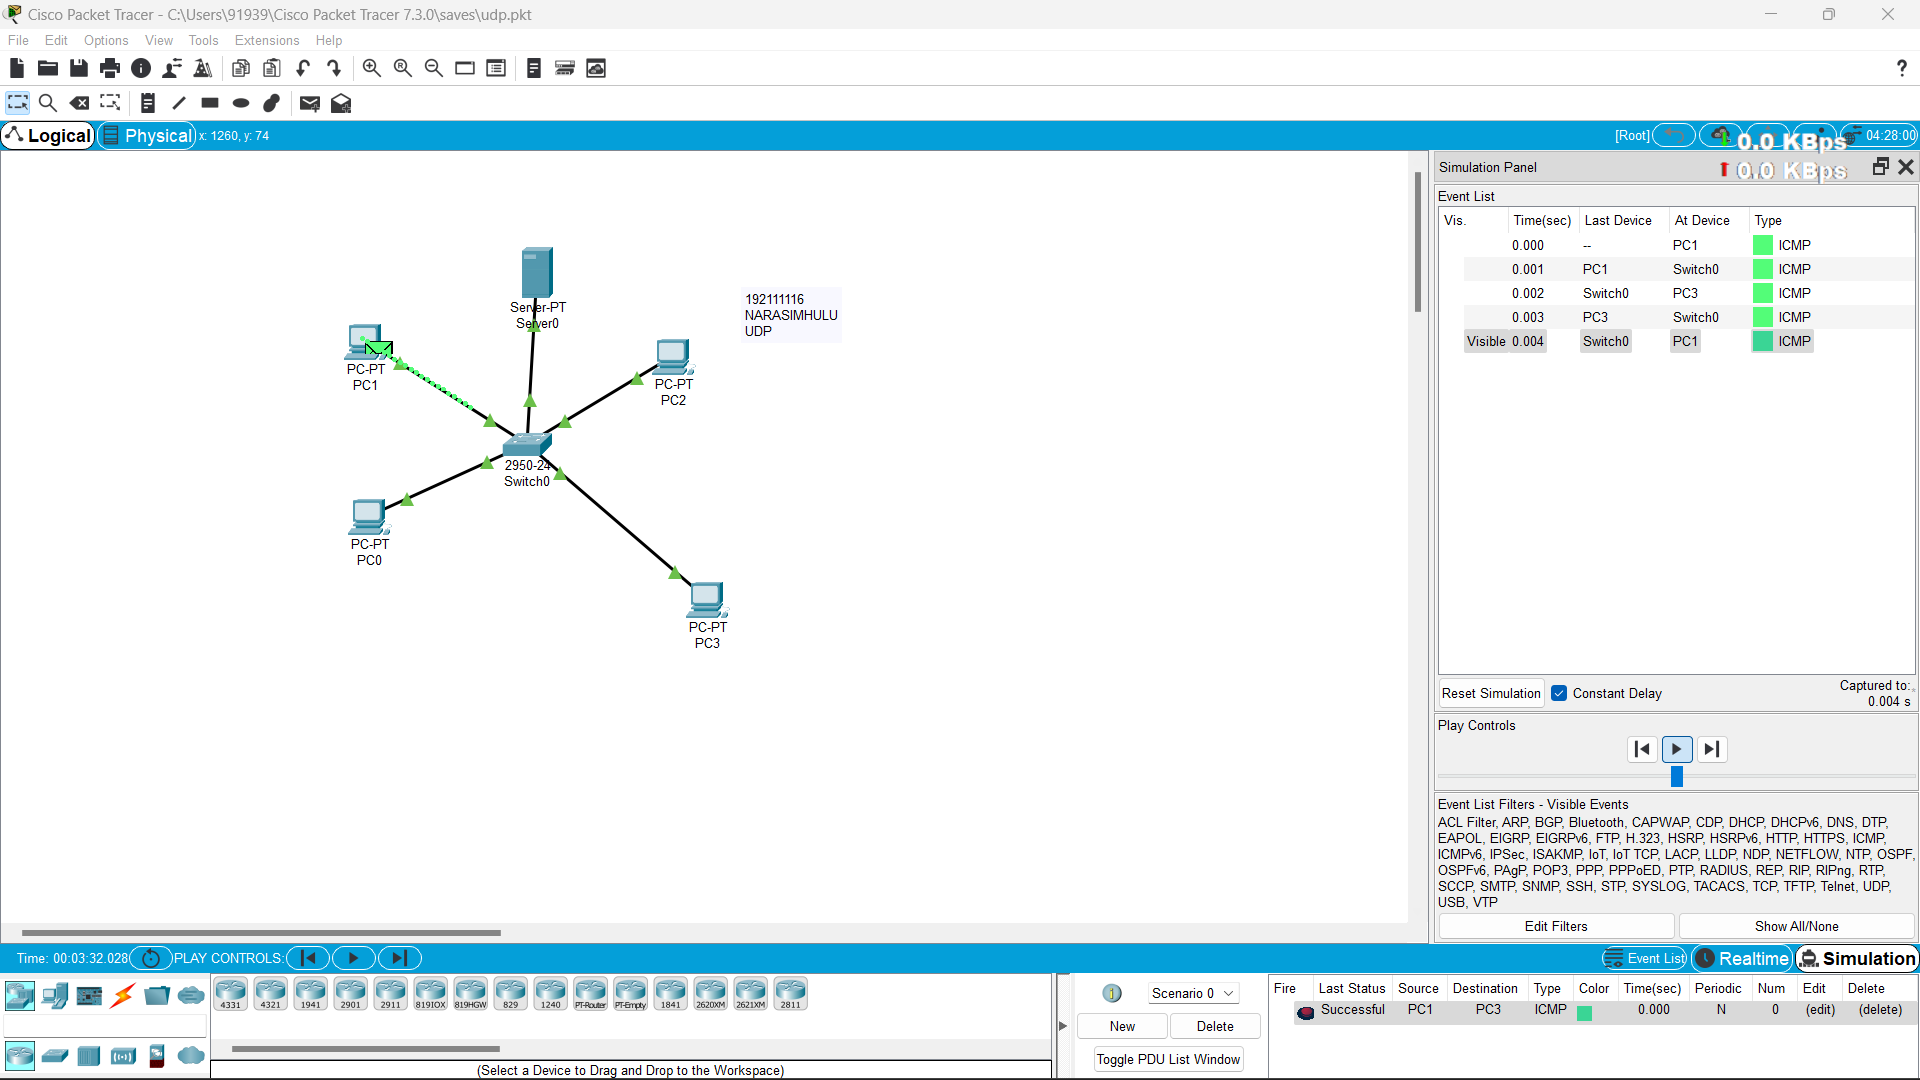 Cisco Packet Tracer - C:\Users\91939\Cisco Packet Tracer 7.3.0\saves\udp.pkt
File Edit Options View Tools Extensions Help
?
Logical Physical x: 1260, y: 74 [Root] 04:28:00
0.0 KBps
0.0 KBps
Simulation Panel
Event List
Vis. Time(sec) Last Device At Device Type
0.000 -- PC1 ICMP
0.001 PC1 Switch0 ICMP
0.002 Switch0 PC3 ICMP
0.003 PC3 Switch0 ICMP
Visible 0.004 Switch0 PC1 ICMP
Server-PT
Server0
192111116
NARASIMHULU
UDP
PC-PT
PC1
PC-PT
PC2
2950-24
Switch0
PC-PT
PC0
PC-PT
PC3
Reset Simulation Constant Delay Captured to:
0.004 s
Play Controls
Event List Filters - Visible Events
ACL Filter, ARP, BGP, Bluetooth, CAPWAP, CDP, DHCP, DHCPv6, DNS, DTP,
EAPOL, EIGRP, EIGRPv6, FTP, H.323, HSRP, HSRPv6, HTTP, HTTPS, ICMP,
ICMPv6, IPSec, ISAKMP, IoT, IoT TCP, LACP, LLDP, NDP, NETFLOW, NTP, OSPF,
OSPFv6, PAgP, POP3, PPP, PPPoED, PTP, RADIUS, REP, RIP, RIPng, RTP,
SCCP, SMTP, SNMP, SSH, STP, SYSLOG, TACACS, TCP, TFTP, Telnet, UDP,
USB, VTP
Edit Filters Show All/None
Time: 00:03:32.028 PLAY CONTROLS: Event List Realtime Simulation
4331 4321 1941 2901 2911 819IOX 819HGW 829 1240 PT-Router PT-Empty 1841 2620XM 2621XM 2811
(Select a Device to Drag and Drop to the Workspace)
Scenario 0
New Delete
Toggle PDU List Window
Fire Last Status Source Destination Type Color Time(sec) Periodic Num Edit Delete
Successful PC1 PC3 ICMP 0.000 N 0 (edit) (delete)